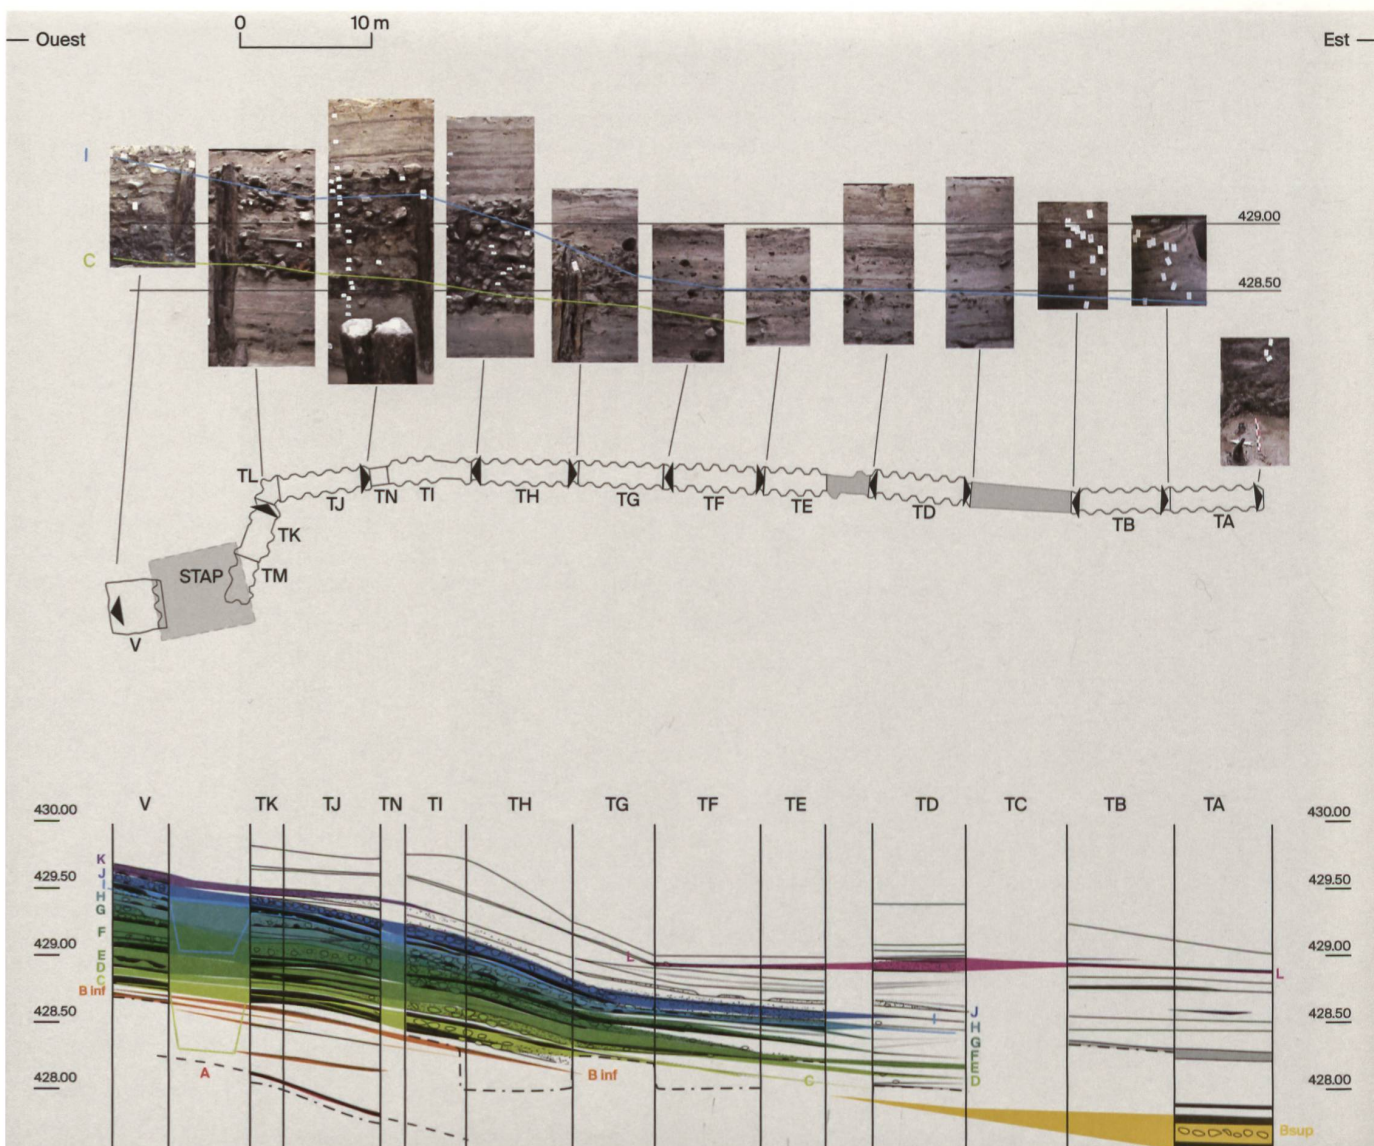 0 10 m
Ouest Est
I
429.00
C
428.50
TL
TJ TN TI TH TG TF TE TD TB TA
TK
STAP TM
V
430.00 V TK TJ TN TI TH TG TF TE TD TC TB TA 430.00
K
J
429.50 I 429.50
H
G
F
429.00 L 429.00
E L
D
C
B inf
428.50 J I 428.50
H
G
F
A B inf C E
D
428.00 428.00
Bsup